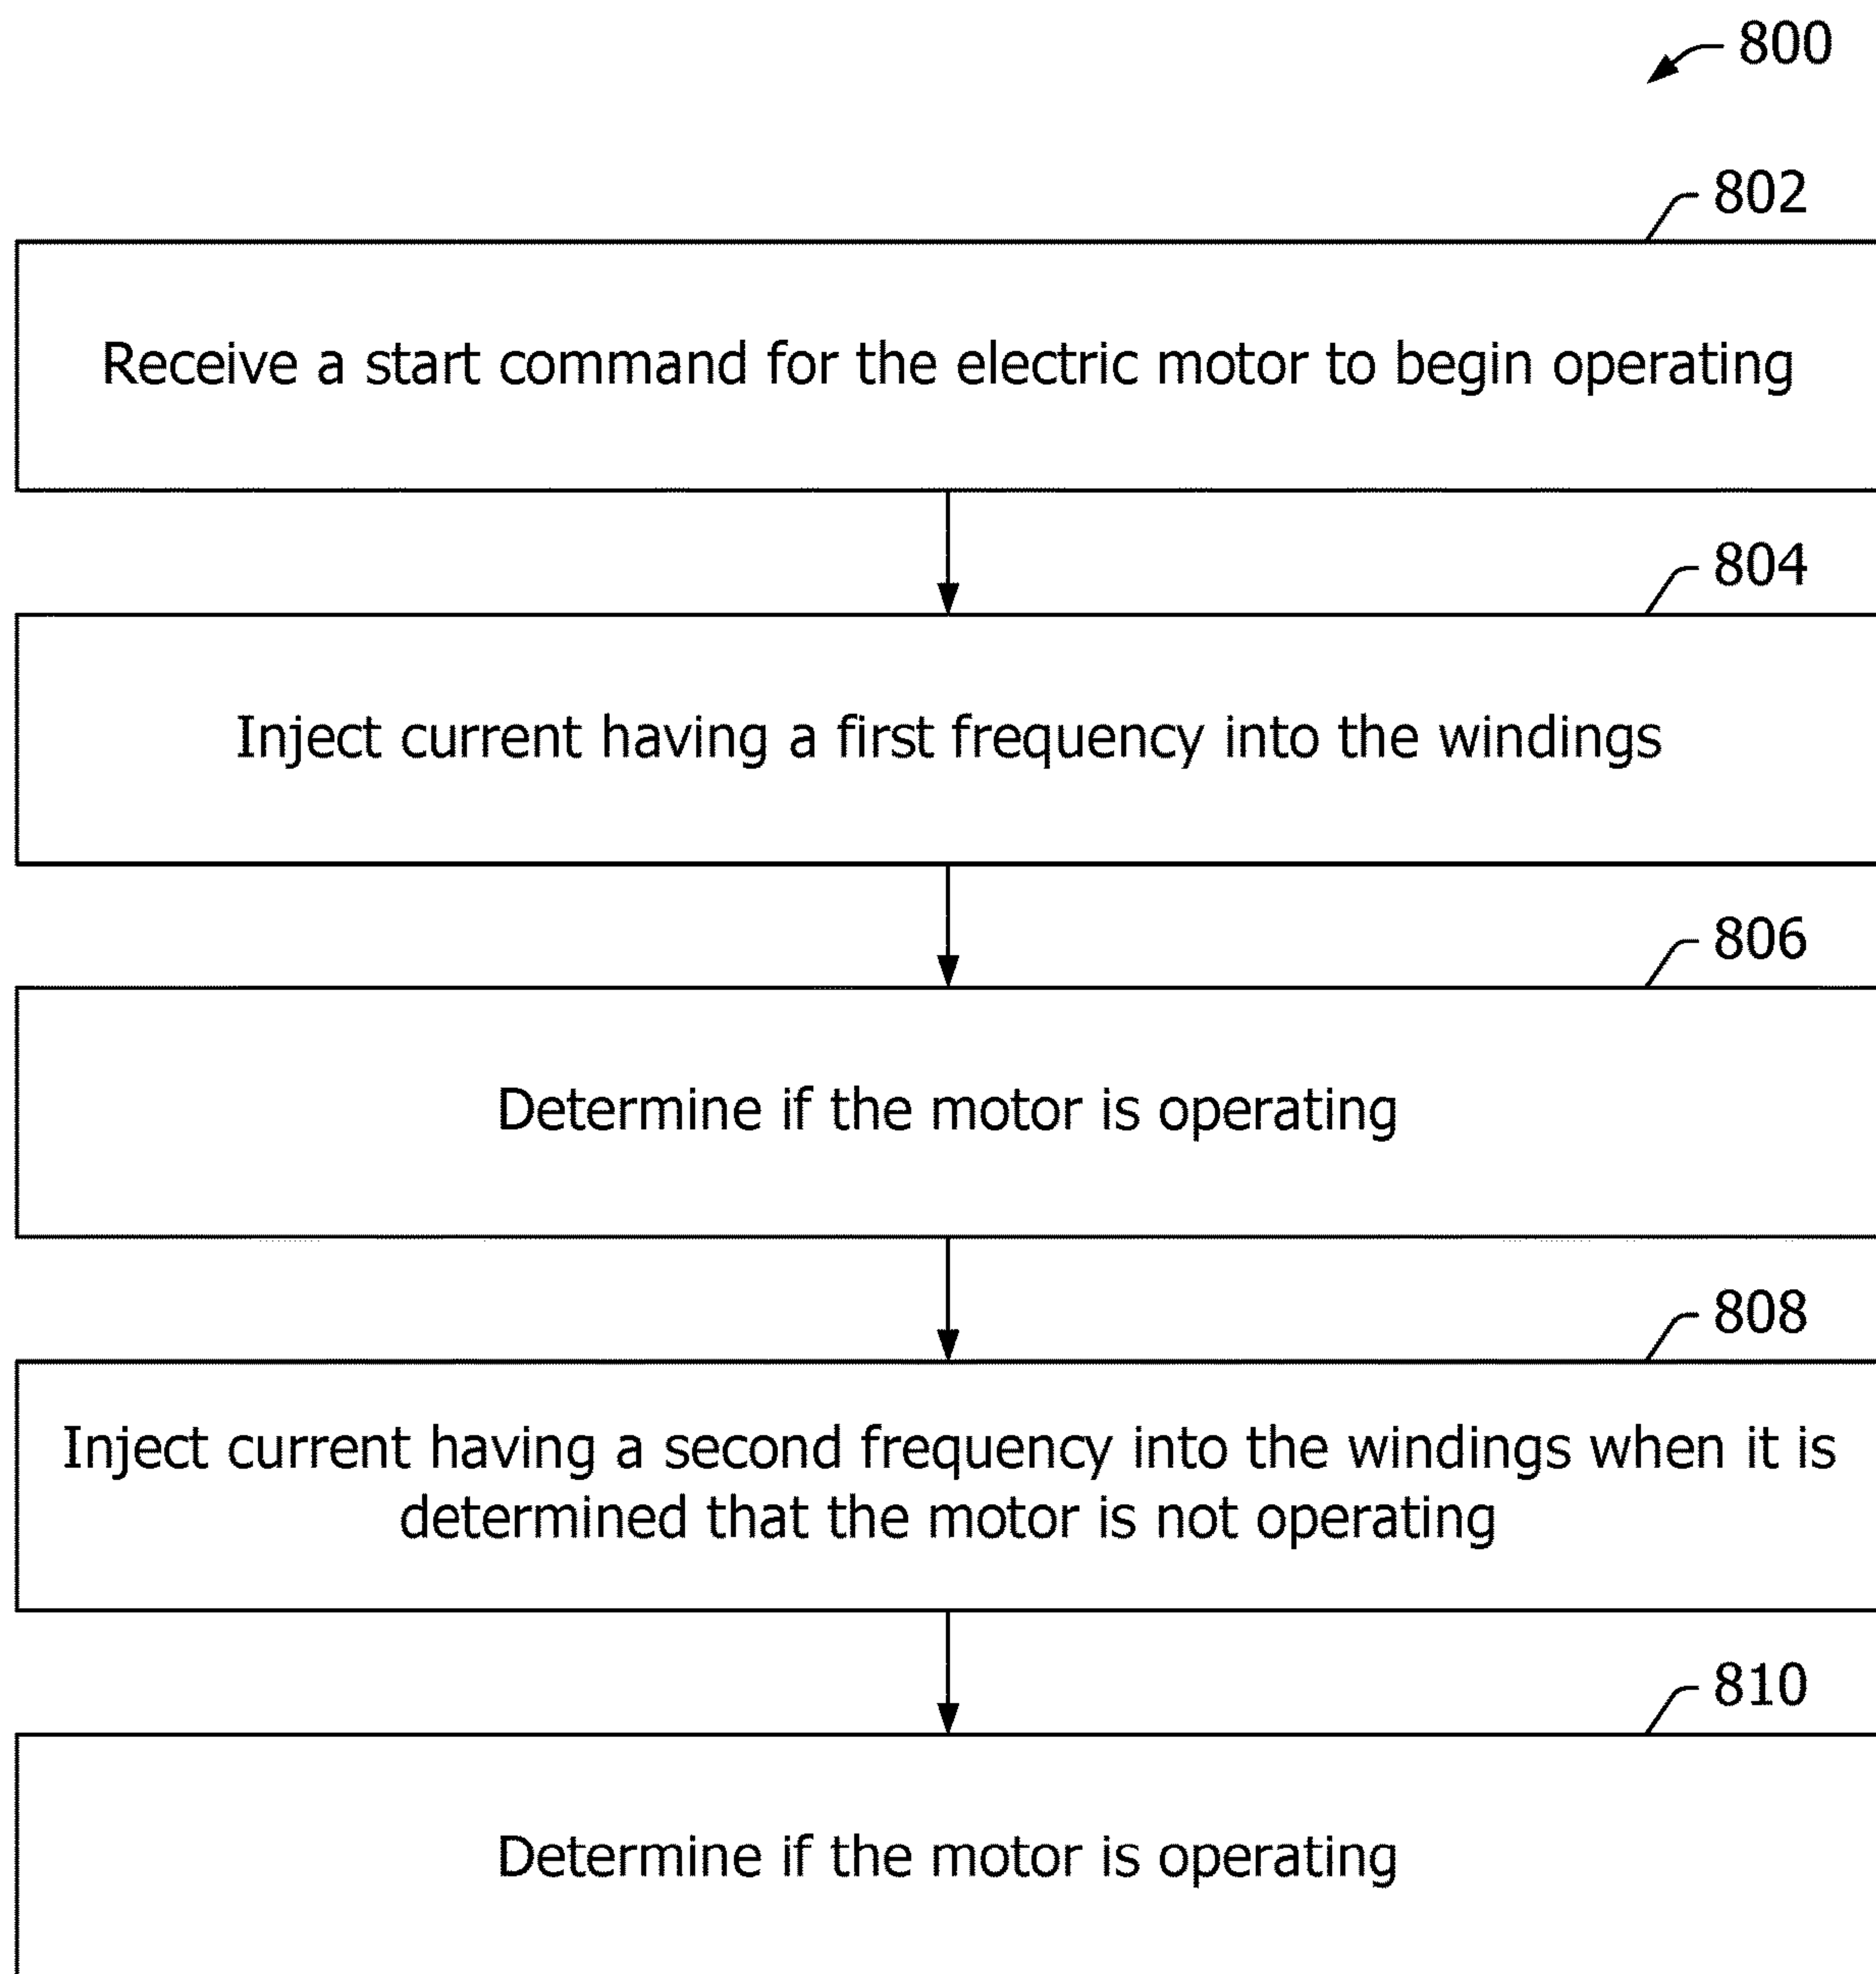 800
802
Receive a start command for the electric motor to begin operating
804
Inject current having a first frequency into the windings
806
Determine if the motor is operating
808
Inject current having a second frequency into the windings when it is
determined that the motor is not operating
810
Determine if the motor is operating